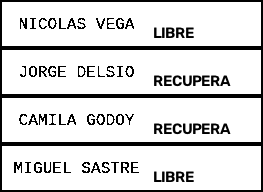 NICOLAS VEGA LIBRE
JORGE DELSIO RECUPERA
CAMILA GODOY RECUPERA
MIGUEL SASTRE LIBRE